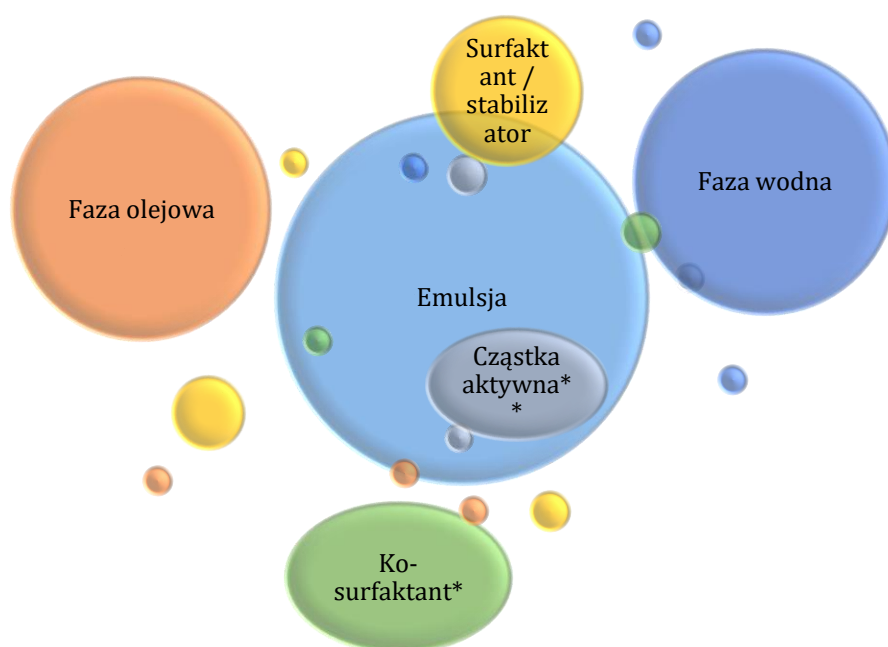 Surfakt
ant /
stabiliz
ator
Faza olejowa
Faza wodna
Emulsja
Cząstka
aktywna*
*
Ko-
surfaktant*